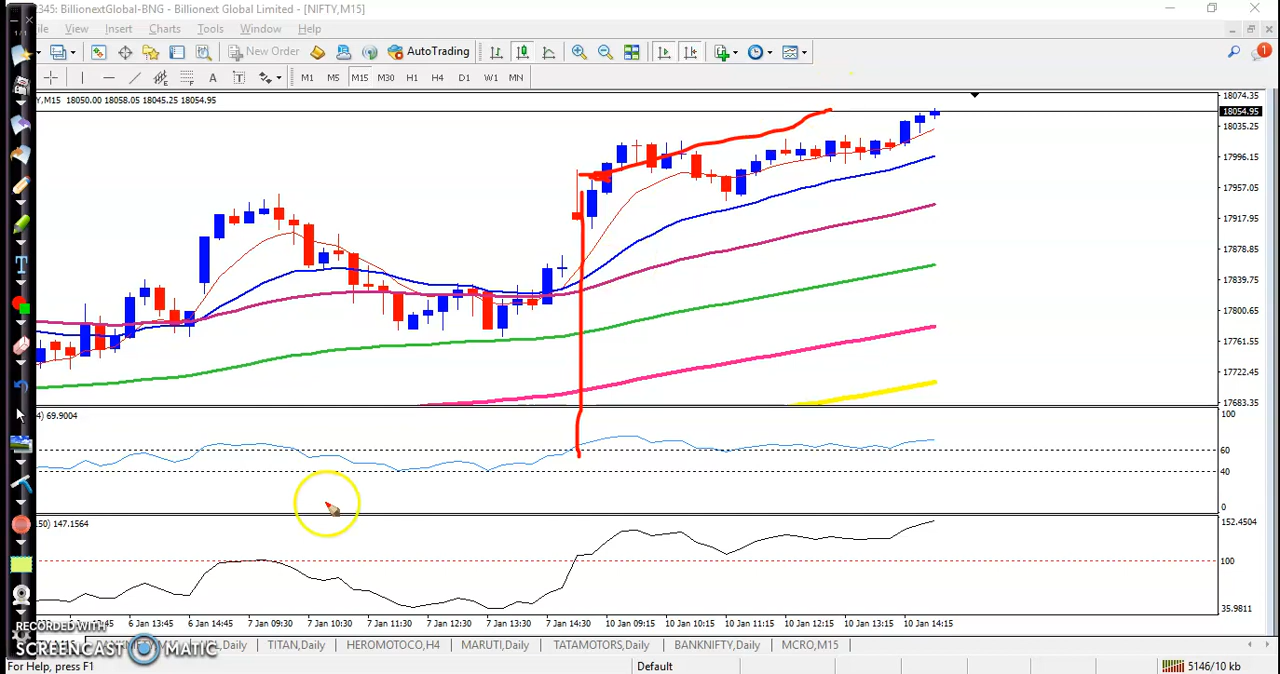 345: BillionextGlobal-BNG - Billionext Global Limited - [NIFTY,M15]
ile View Insert Charts Tools Window Help
New Order AutoTrading 1
A T M1 M5 M15 M30 H1 H4 D1 W1 MN
Y,M15 18050.00 18058.05 18045.25 18054.95
18074.35
18054.95
18035.25
17996.15
17957.05
17917.95
17878.85
17839.75
17800.65
17761.55
17722.45
17683.35
4) 69.9004
100
60
40
0
50) 147.1564
152.4504
100
35.9811
6 Jan 13:45 6 Jan 14:45 7 Jan 09:30 7 Jan 10:30 7 Jan 11:30 7 Jan 12:30 7 Jan 13:30 7 Jan 14:30 10 Jan 09:15 10 Jan 10:15 10 Jan 11:15 10 Jan 12:15 10 Jan 13:15 10 Jan 14:15
RECORDED WITH
SCREENCAST MATIC
,Daily TITAN,Daily HEROMOTOCO,H4 MARUTI,Daily TATAMOTORS,Daily BANKNIFTY,Daily MCRO,M15
For Help, press F1 Default 5146/10 kb